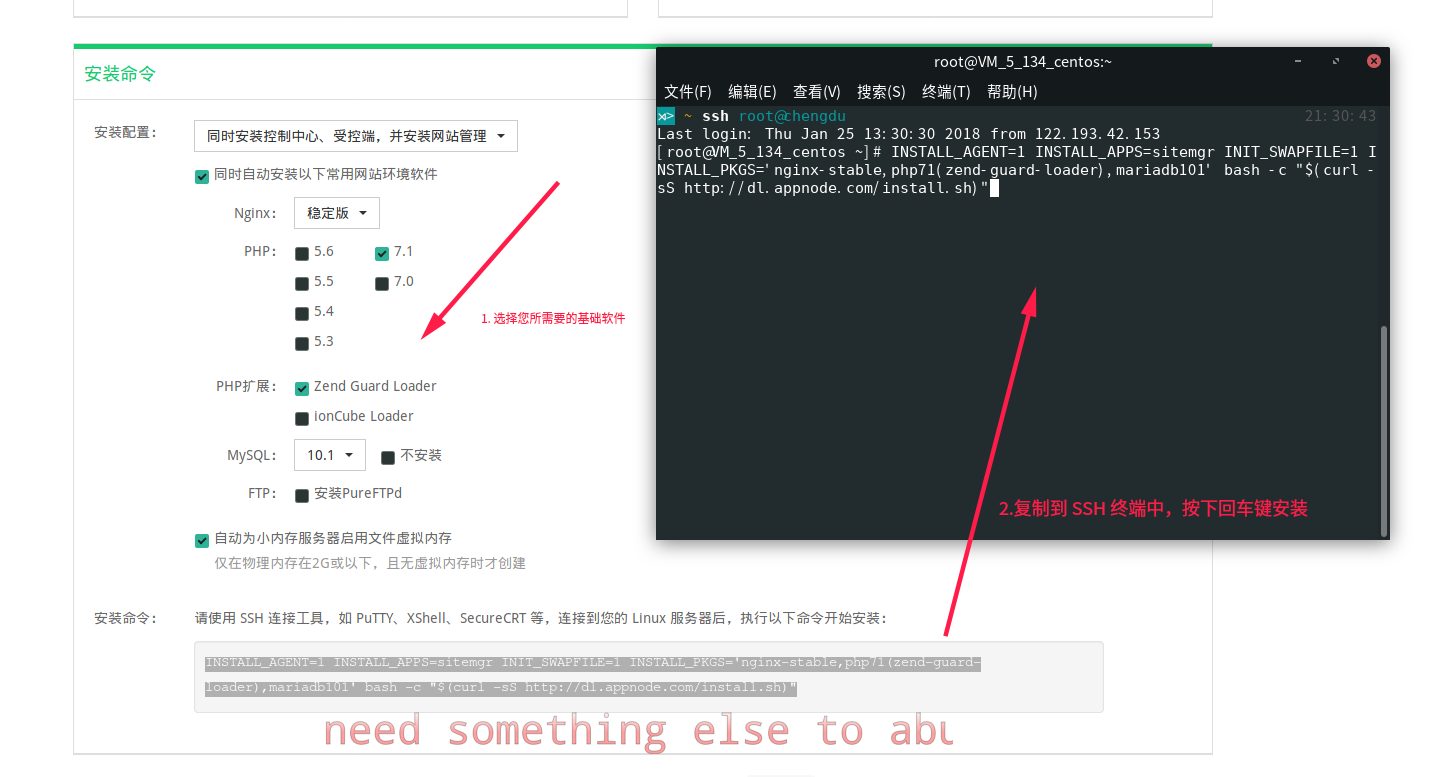 安装命令
安装配置:
同时安装控制中心、受控端，并安装网站管理
同时自动安装以下常用网站环境软件
Nginx:
稳定版
PHP:
5.6
7.1
5.5
7.0
5.4
5.3
1. 选择您所需要的基础软件
PHP扩展:
Zend Guard Loader
ionCube Loader
MySQL:
10.1
不安装
FTP:
安装PureFTPd
自动为小内存服务器启用文件虚拟内存
仅在物理内存在2G或以下，且无虚拟内存时才创建
安装命令:
请使用 SSH 连接工具，如 PuTTY、XShell、SecureCRT 等，连接到您的 Linux 服务器后，执行以下命令开始安装:
INSTALL_AGENT=1 INSTALL_APPS=sitemgr INIT_SWAPFILE=1 INSTALL_PKGS='nginx-stable,php71(zend-guard-
loader),mariadb101' bash -c "$(curl -sS http://dl.appnode.com/install.sh)"
need something else to
root@VM_5_134_centos:~
文件(F) 编辑(E) 查看(V) 搜索(S) 终端(T) 帮助(H)
~ ssh root@chengdu 21:30:43
Last login: Thu Jan 25 13:30:30 2018 from 122.193.42.153
[root@VM_5_134_centos ~]# INSTALL_AGENT=1 INSTALL_APPS=sitemgr INIT_SWAPFILE=1 I
NSTALL_PKGS='nginx-stable,php71(zend-guard-loader),mariadb101' bash -c "$(curl -
sS http://dl.appnode.com/install.sh)"
2.复制到 SSH 终端中，按下回车键安装